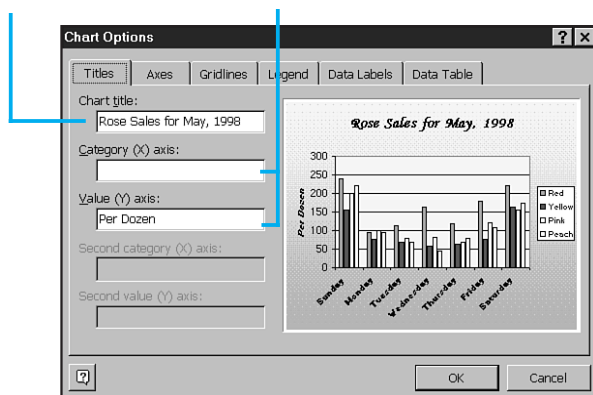 Chart Options
Titles Axes Gridlines Legend Data Labels Data Table
Chart title:
Rose Sales for May, 1998
Category (X) axis:
Value (Y) axis:
Per Dozen
Second category (X) axis:
Second value (Y) axis:
Rose Sales for May, 1998
300
250
200
150
100
50
0
Per Dozen
Sunday
Monday
Tuesday
Wednesday
Thursday
Friday
Saturday
Red
Yellow
Pink
Peach
OK Cancel